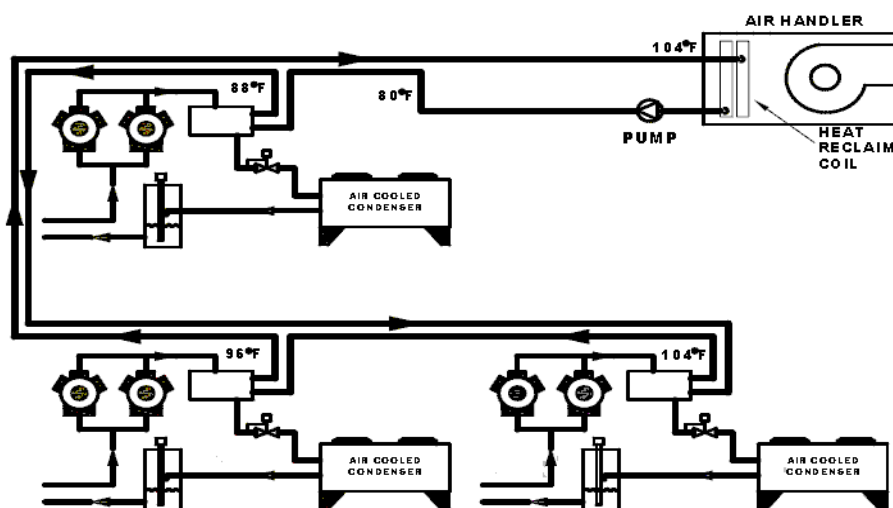 AIR HANDLER
104°F
88°F
80°F
PUMP
HEAT
RECLAIM
COIL
AIR COOLED
CONDENSER
96°F
104°F
AIR COOLED
CONDENSER
AIR COOLED
CONDENSER